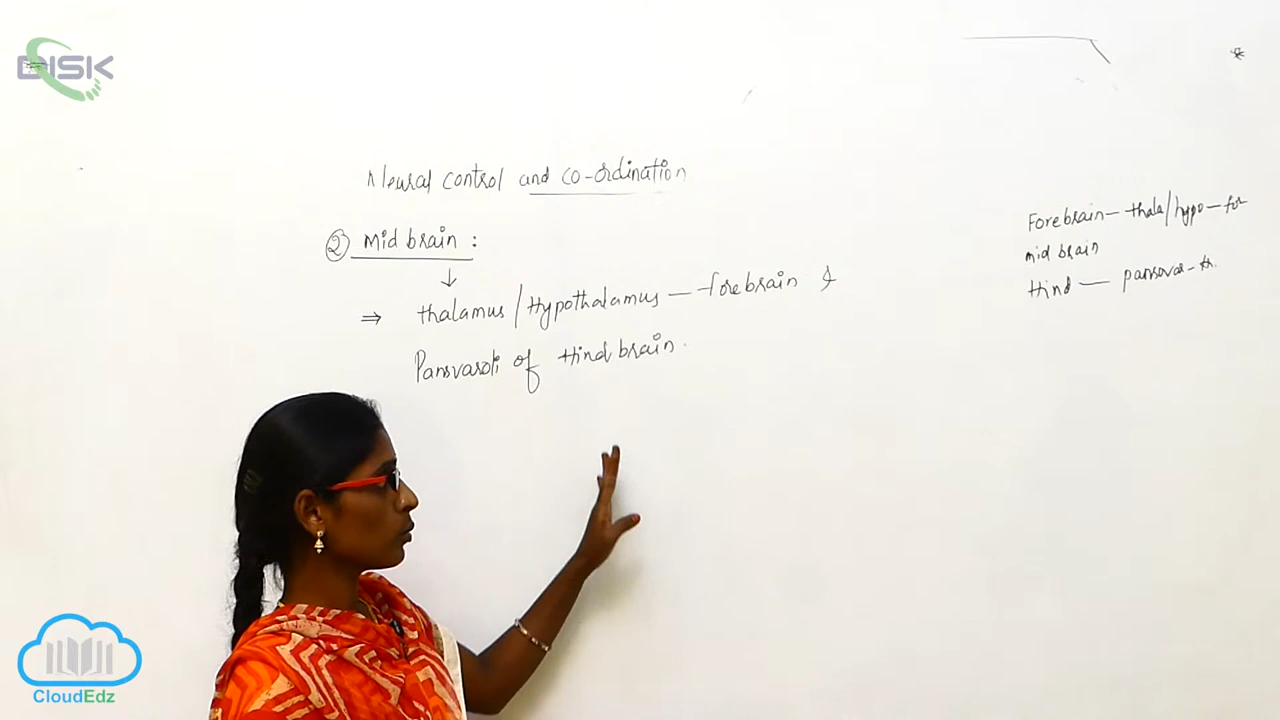 DISK
Neural control and co-ordination
② Mid brain :
↓
⇒ thalamus / Hypothalamus — forebrain &
Pansvaroli of Hind brain.
Forebrain — thala/hypo — for
mid brain
Hind — pansvar - th.
CloudEdz